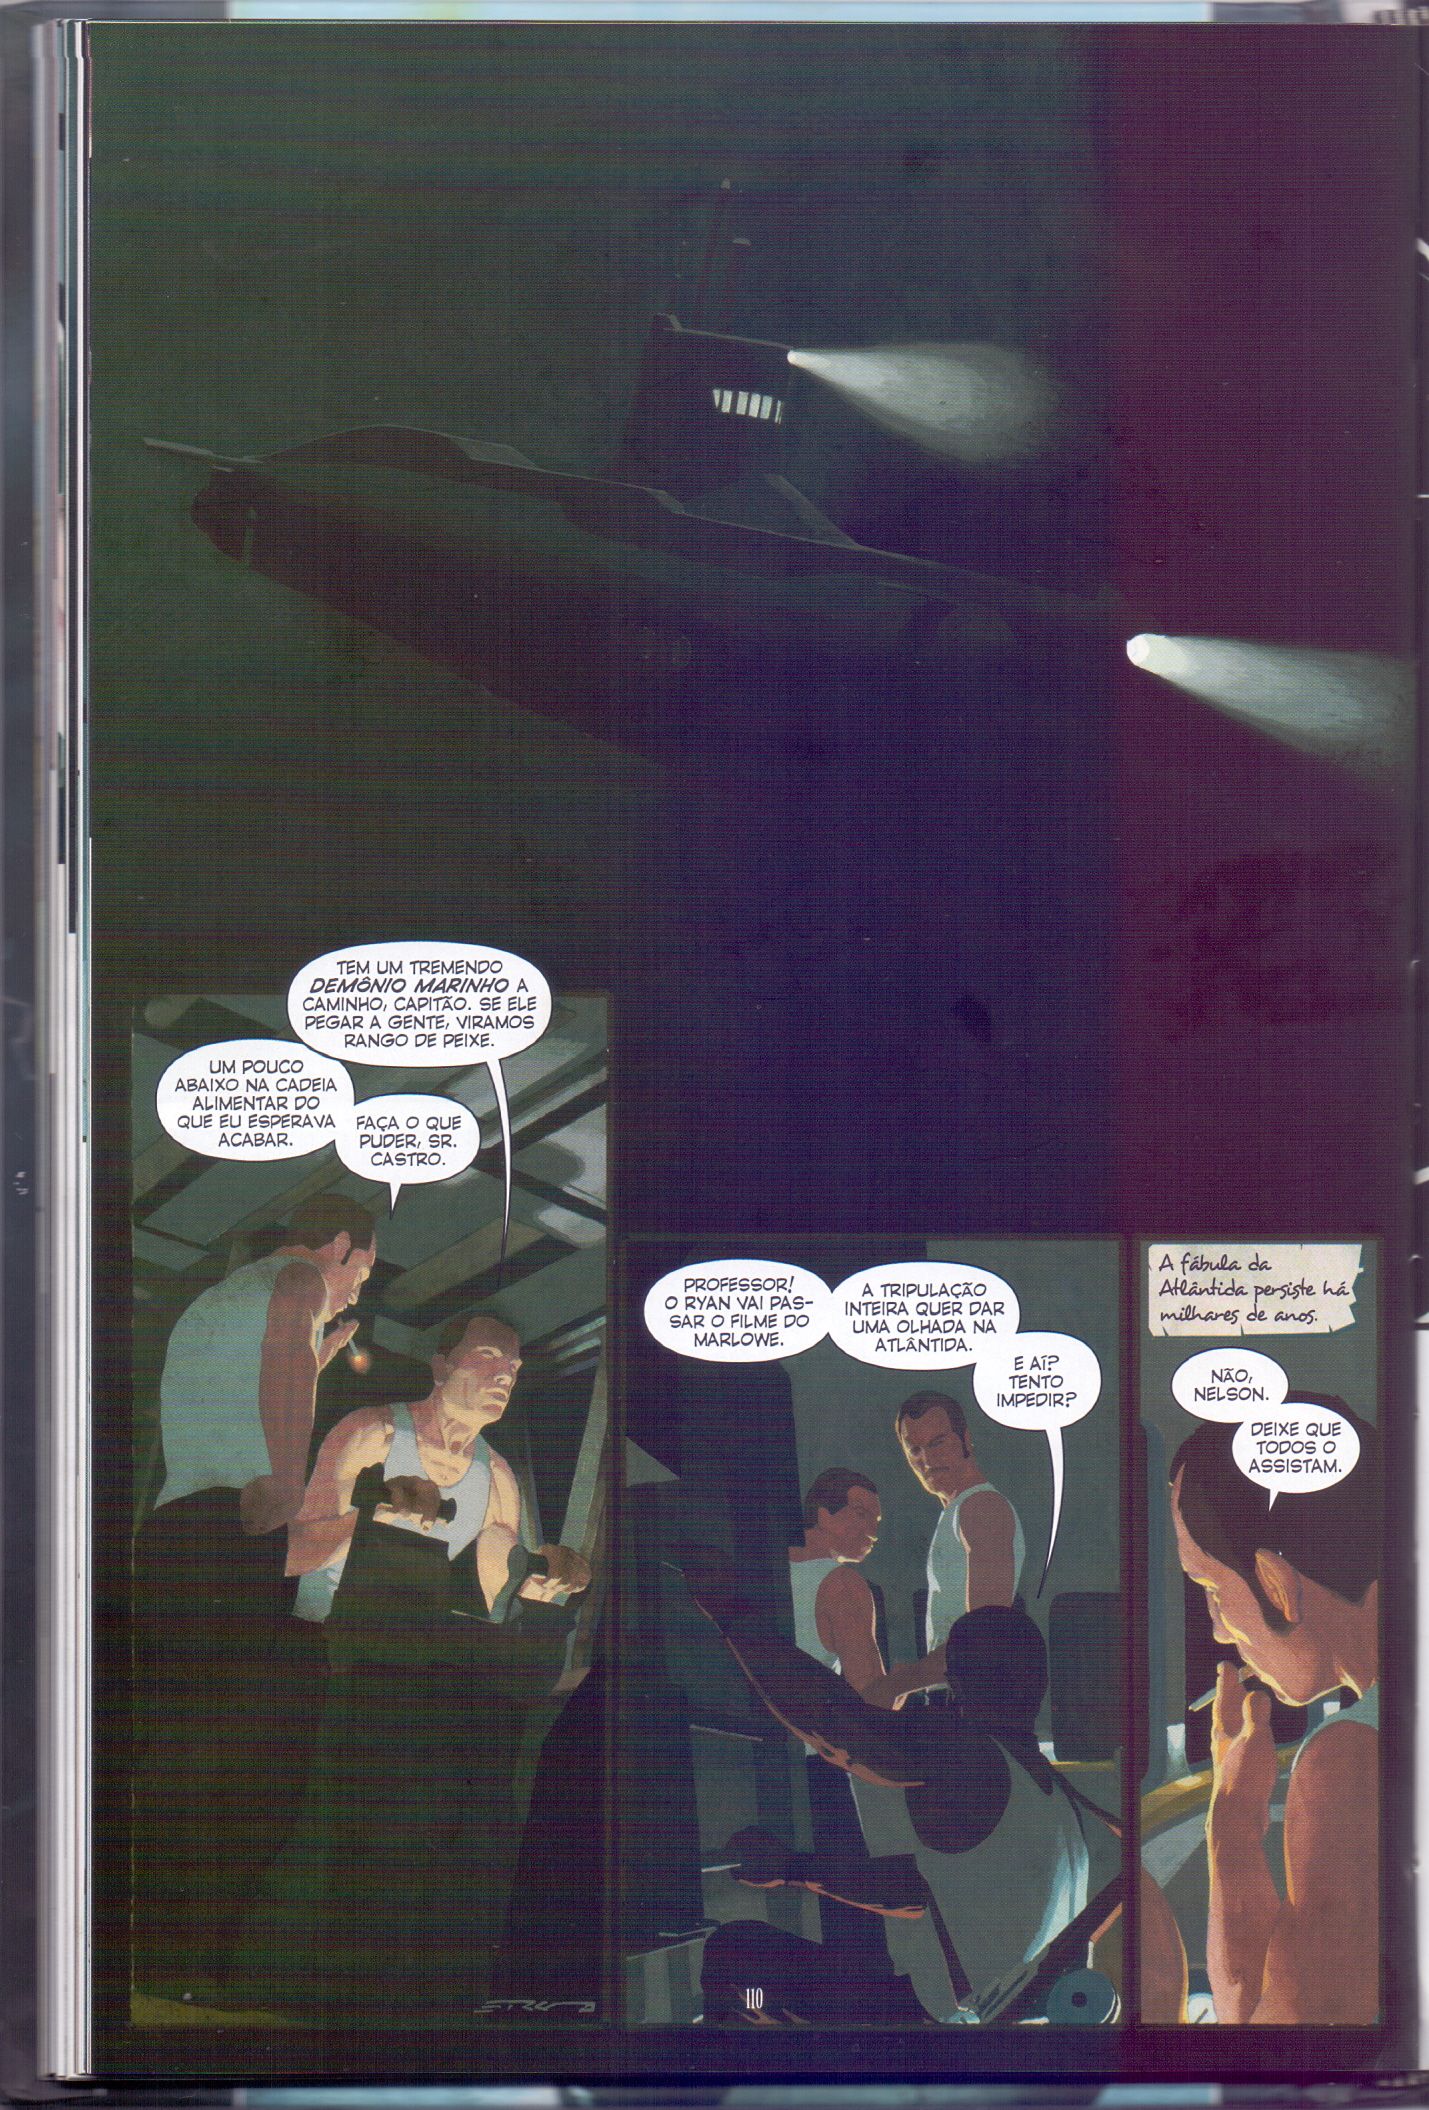 TEM UM TREMENDO
DEMÔNIO MARINHO A
CAMINHO, CAPITÃO. SE ELE
PEGAR A GENTE, VIRAMOS
RANGO DE PEIXE.
UM POUCO
ABAIXO NA CADEIA
ALIMENTAR DO
QUE EU ESPERAVA
ACABAR.
FAÇA O QUE
PUDER, SR.
CASTRO.
PROFESSOR!
O RYAN VAI PAS-
SAR O FILME DO
MARLOWE.
A TRIPULAÇÃO
INTEIRA QUER DAR
UMA OLHADA NA
ATLÂNTIDA.
E AÍ?
TENTO
IMPEDIR?
A fábula da
Atlântida persiste há
milhares de anos.
NÃO,
NELSON.
DEIXE QUE
TODOS O
ASSISTAM.
110